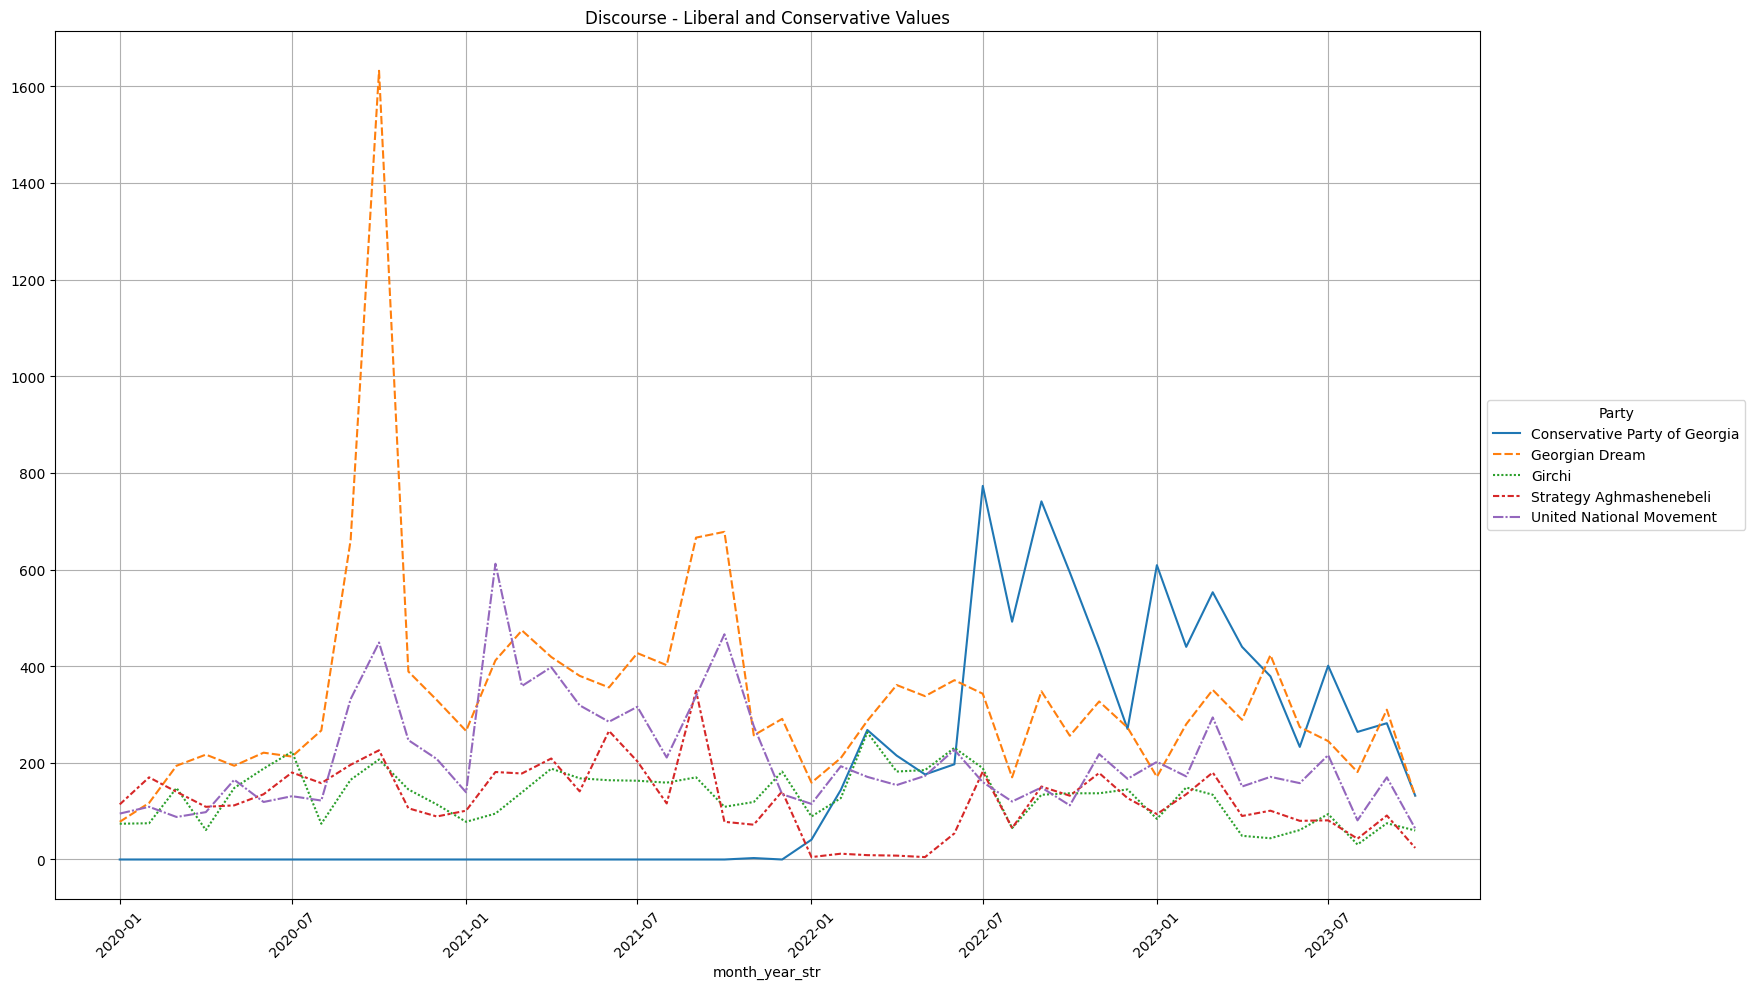 Discourse - Liberal and Conservative Values
1600
1400
1200
1000
800
600
400
200
0
2020-01
2020-07
2021-01
2021-07
2022-01
2022-07
2023-01
2023-07
month_year_str
Party
Conservative Party of Georgia
Georgian Dream
Girchi
Strategy Aghmashenebeli
United National Movement